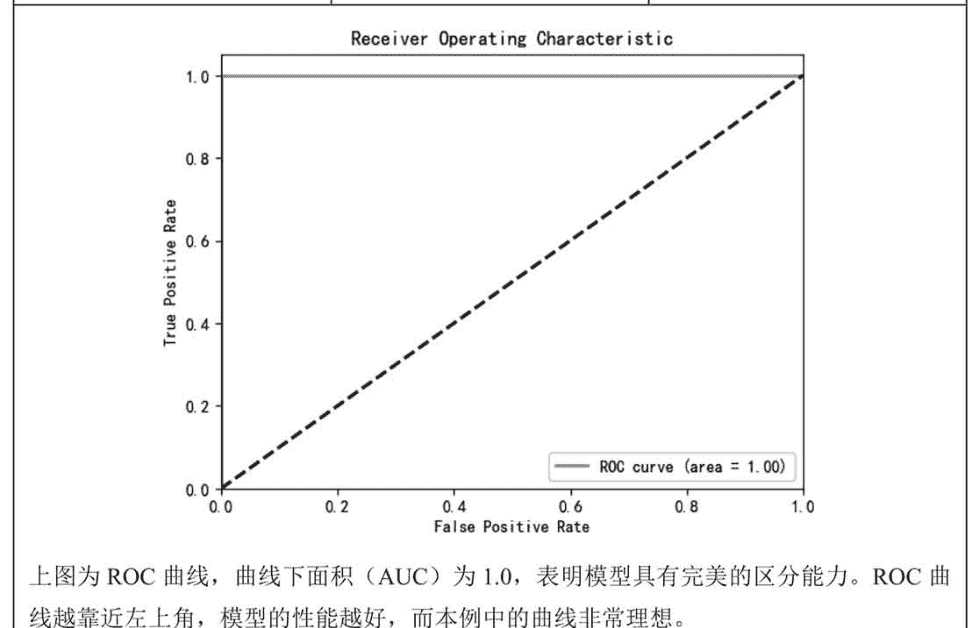 Receiver Operating Characteristic
True Positive Rate
1.0
0.8
0.6
0.4
0.2
0.0
0.0 0.2 0.4 0.6 0.8 1.0
False Positive Rate
ROC curve (area = 1.00)
上图为 ROC 曲线，曲线下面积（AUC）为 1.0，表明模型具有完美的区分能力。ROC 曲
线越靠近左上角，模型的性能越好，而本例中的曲线非常理想。